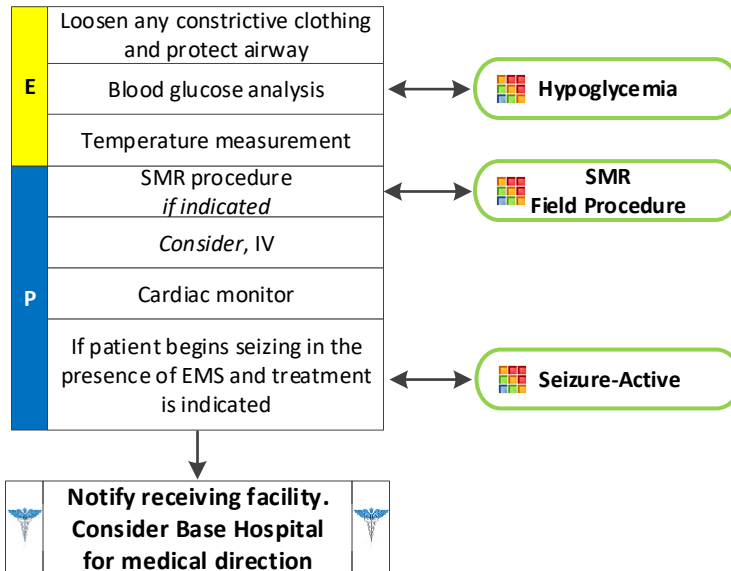 Loosen any constrictive clothing
and protect airway
E
Blood glucose analysis
Hypoglycemia
Temperature measurement
SMR procedure
if indicated
SMR
Field Procedure
Consider, IV
P
Cardiac monitor
If patient begins seizing in the
presence of EMS and treatment
is indicated
Seizure-Active
Notify receiving facility.
Consider Base Hospital
for medical direction